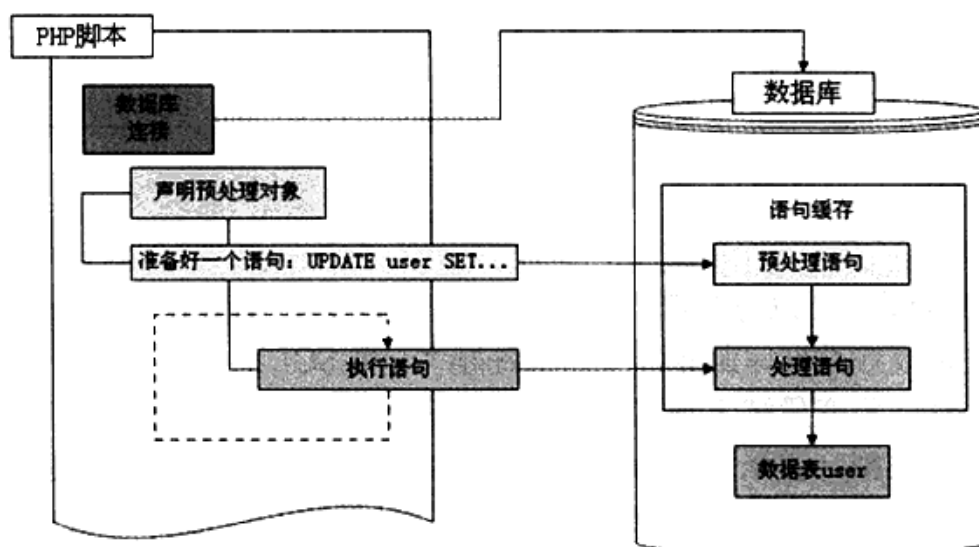 PHP脚本
数据库
连接
声明预处理对象
准备好一个语句：UPDATE user SET...
执行语句
数据库
语句缓存
预处理语句
处理语句
数据表user